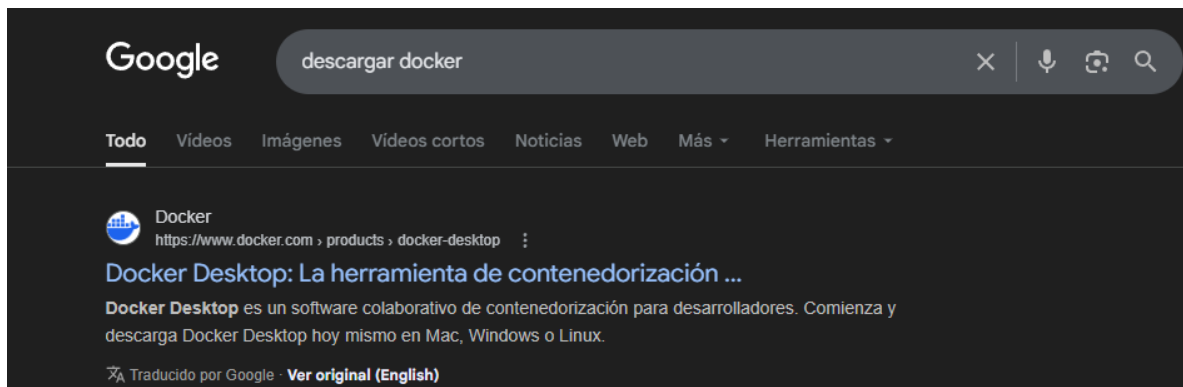 Google
descargar docker
Todo Vídeos Imágenes Vídeos cortos Noticias Web Más Herramientas
Docker
https://www.docker.com › products › docker-desktop
Docker Desktop: La herramienta de contenedorización ...
Docker Desktop es un software colaborativo de contenedorización para desarrolladores. Comienza y
descarga Docker Desktop hoy mismo en Mac, Windows o Linux.
Traducido por Google · Ver original (English)